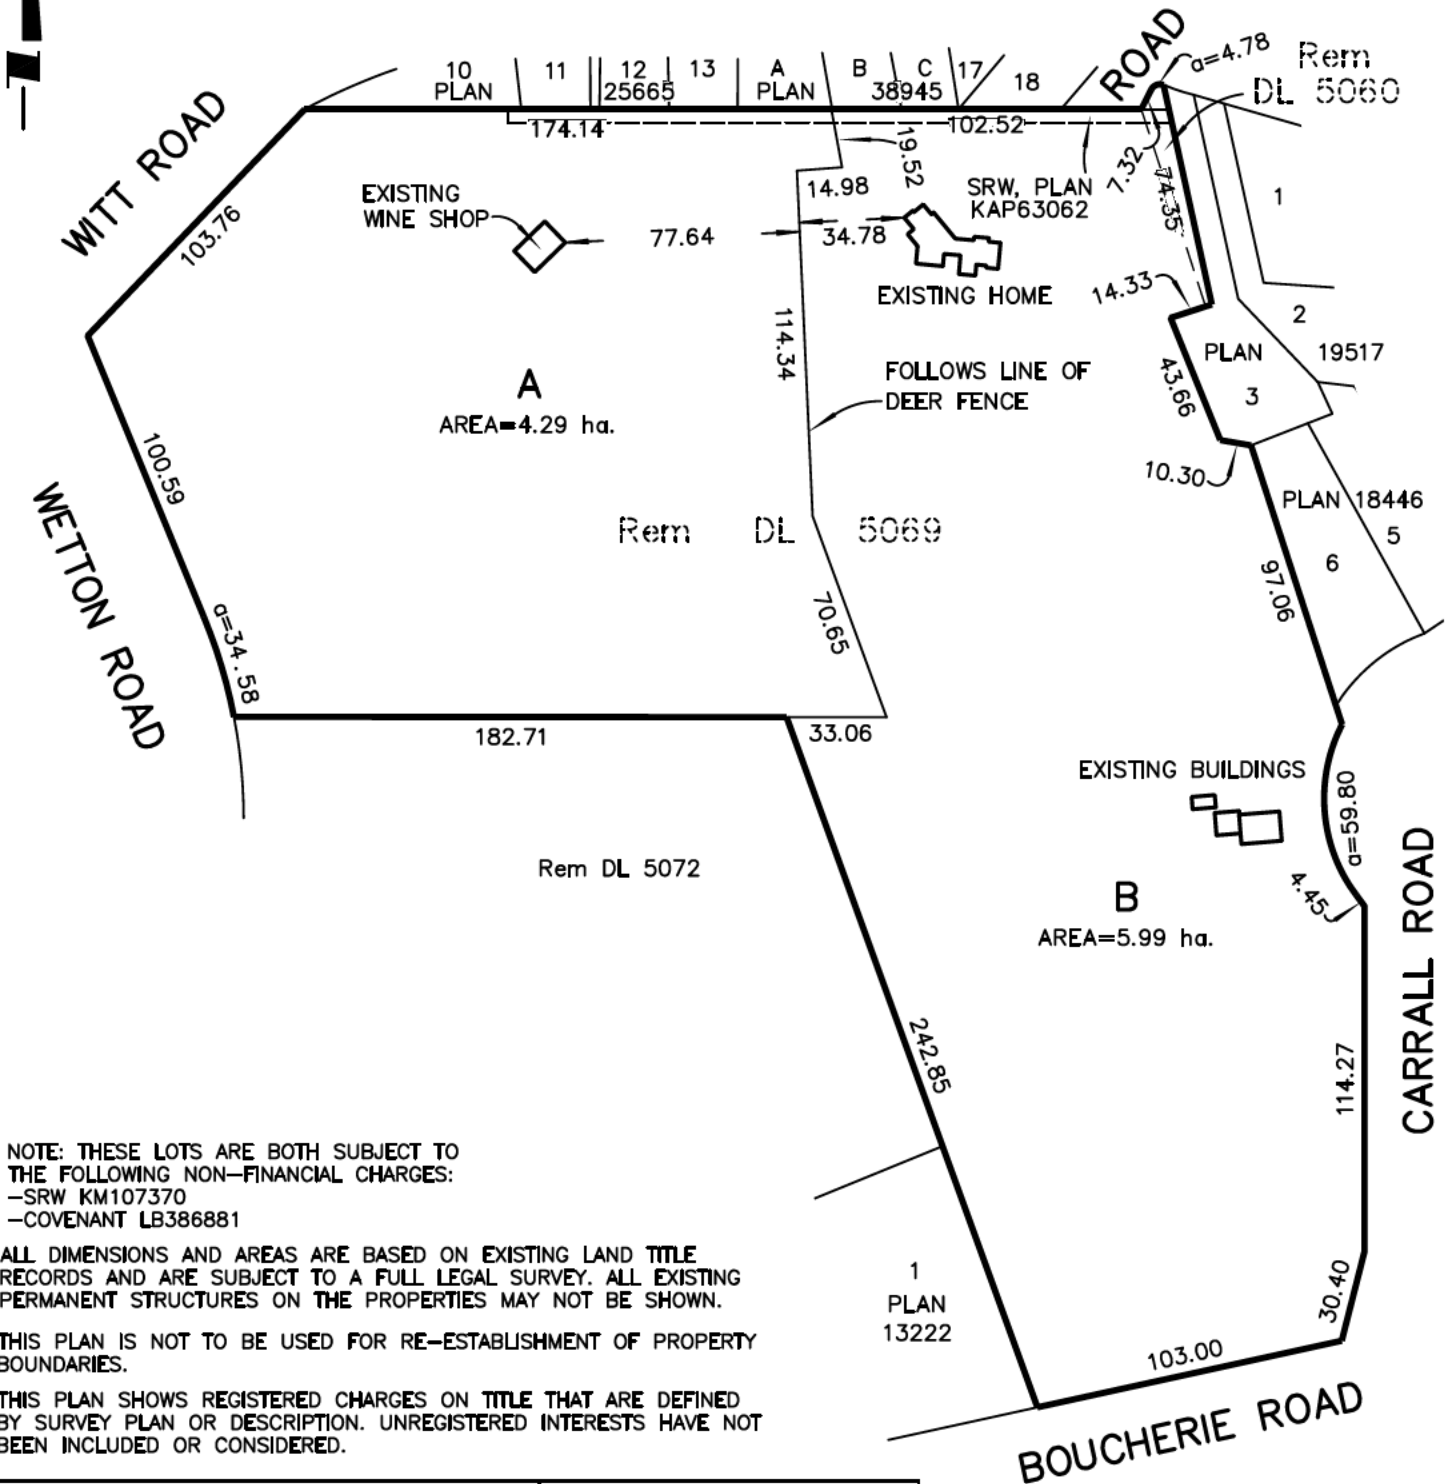 10
PLAN
11
12
25665
13
A
PLAN
B
C
38945
17
18
ROAD
a=4.78
Rem
DL 5060
WITT ROAD
103.76
174.14
102.52
19.52
14.98
7.32
74.35
1
EXISTING
WINE SHOP
77.64
34.78
SRW, PLAN
KAP63062
EXISTING HOME
14.33
2
PLAN
19517
3
114.34
43.66
FOLLOWS LINE OF
DEER FENCE
A
AREA=4.29 ha.
100.59
10.30
PLAN 18446
5
6
WETTON ROAD
Rem DL 5069
97.06
a=34.58
70.65
182.71
33.06
EXISTING BUILDINGS
a=59.80
4.45
Rem DL 5072
B
AREA=5.99 ha.
CARRALL ROAD
242.85
114.27
NOTE: THESE LOTS ARE BOTH SUBJECT TO
THE FOLLOWING NON-FINANCIAL CHARGES:
-SRW KM107370
-COVENANT LB386881
ALL DIMENSIONS AND AREAS ARE BASED ON EXISTING LAND TITLE
RECORDS AND ARE SUBJECT TO A FULL LEGAL SURVEY. ALL EXISTING
PERMANENT STRUCTURES ON THE PROPERTIES MAY NOT BE SHOWN.
THIS PLAN IS NOT TO BE USED FOR RE-ESTABLISHMENT OF PROPERTY
BOUNDARIES.
THIS PLAN SHOWS REGISTERED CHARGES ON TITLE THAT ARE DEFINED
BY SURVEY PLAN OR DESCRIPTION. UNREGISTERED INTERESTS HAVE NOT
BEEN INCLUDED OR CONSIDERED.
1
PLAN
13222
30.40
103.00
BOUCHERIE ROAD